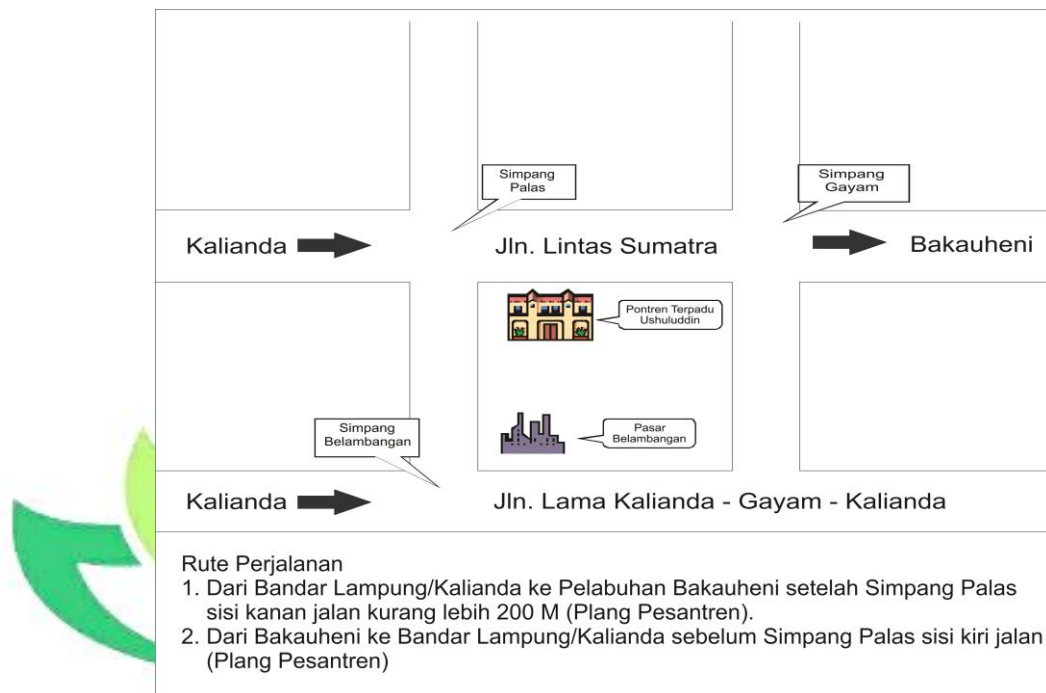 Simpang
Palas
Simpang
Gayam
Kalianda
Jln. Lintas Sumatra
Bakauheni
Pontren Terpadu
Ushuluddin
Simpang
Belambangan
Pasar
Belambangan
Kalianda
Jln. Lama Kalianda - Gayam - Kalianda
Rute Perjalanan
1. Dari Bandar Lampung/Kalianda ke Pelabuhan Bakauheni setelah Simpang Palas
sisi kanan jalan kurang lebih 200 M (Plang Pesantren).
2. Dari Bakauheni ke Bandar Lampung/Kalianda sebelum Simpang Palas sisi kiri jalan
(Plang Pesantren)